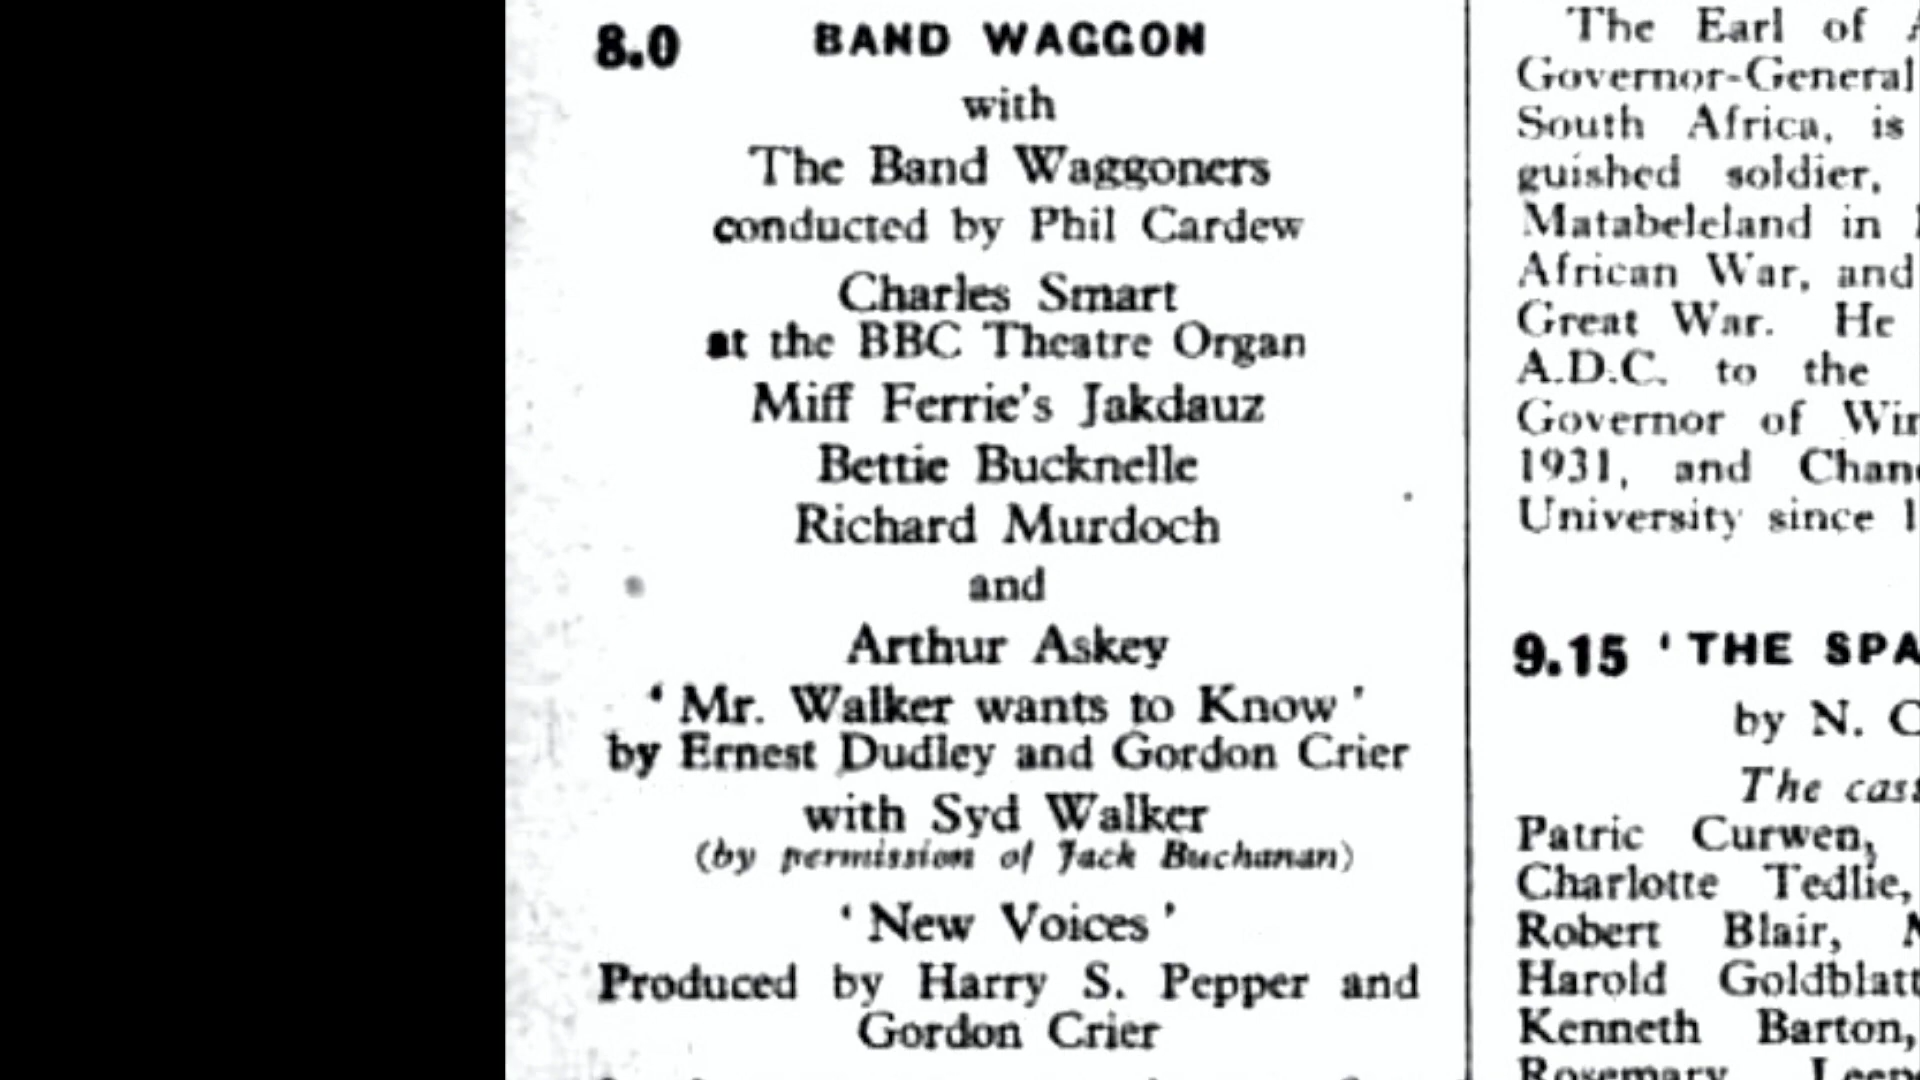 8.0 BAND WAGGON
with
The Band Waggoners
conducted by Phil Cardew
Charles Smart
at the BBC Theatre Organ
Miff Ferrie's Jakdauz
Bettie Bucknelle
Richard Murdoch
and
Arthur Askey
' Mr. Walker wants to Know '
by Ernest Dudley and Gordon Crier
with Syd Walker
(by permission of Jack Buchanan)
' New Voices '
Produced by Harry S. Pepper and
Gordon Crier
The Earl of
Governor-General
South Africa, is
guished soldier,
Matabeleland in
African War, and
Great War. He
A.D.C. to the
Governor of
1931, and
University since
9.15 ' THE
by N.
The
Patric Curwen,
Charlotte Tedlie,
Robert Blair,
Harold Goldblatt
Kenneth Barton,
Rosemary